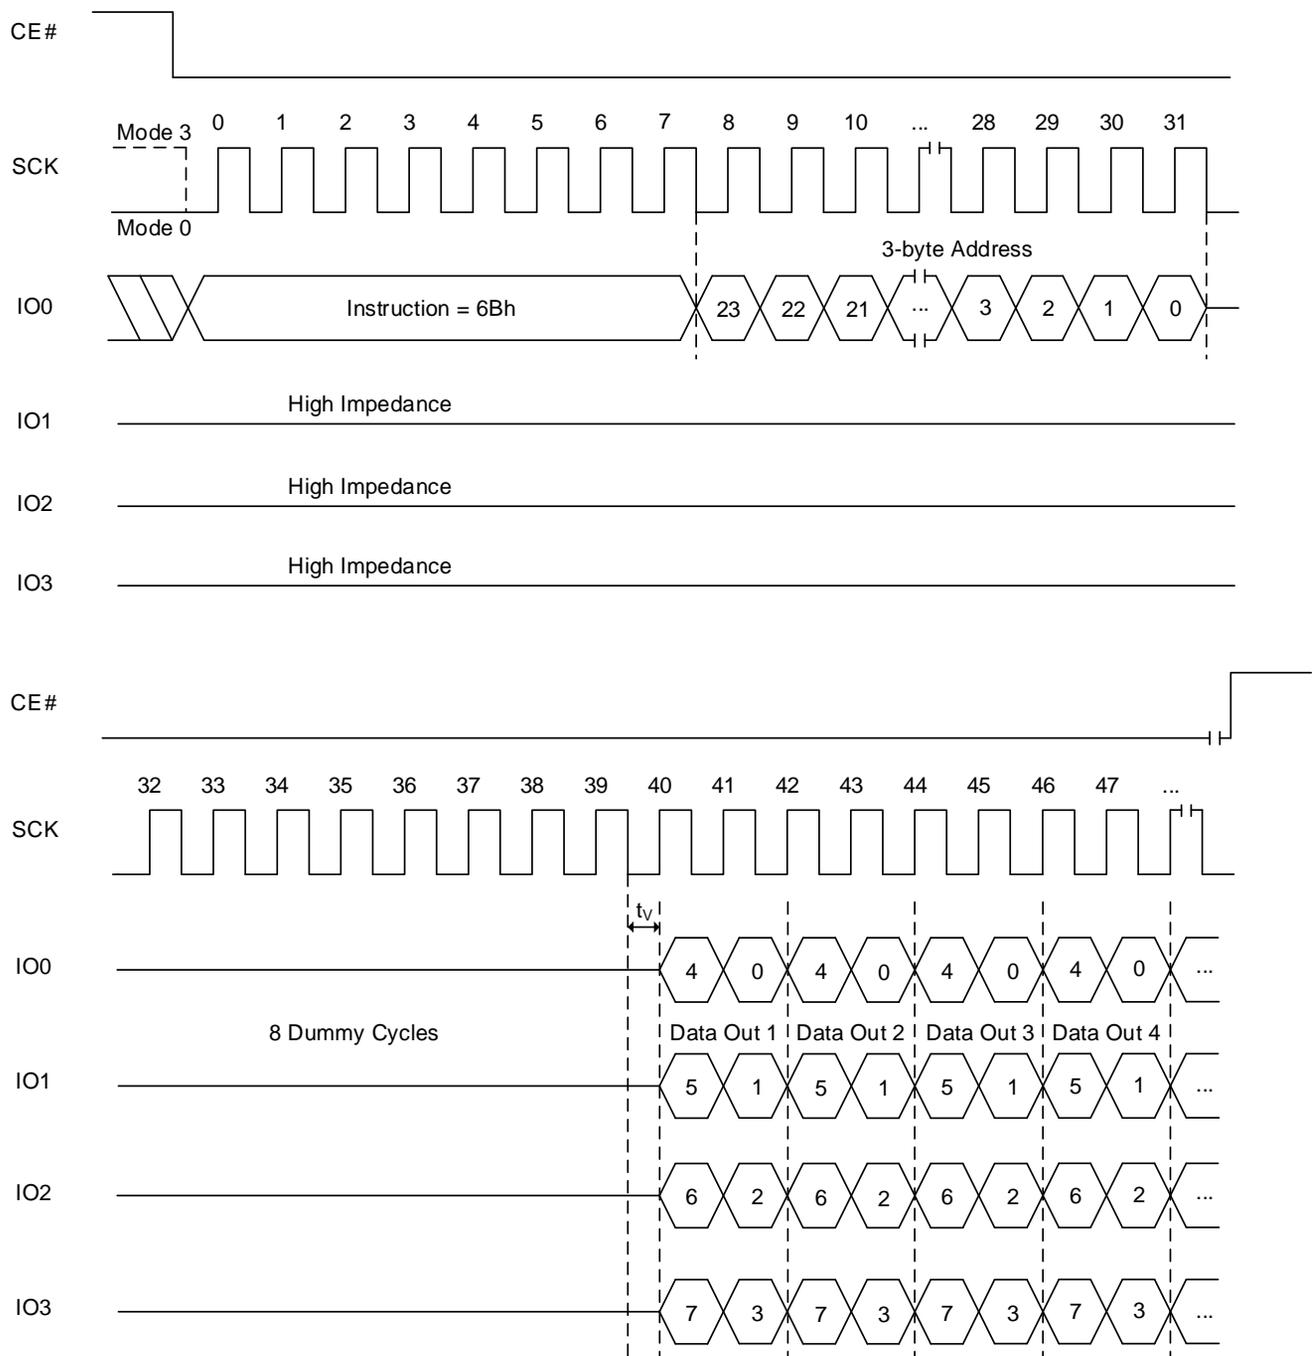 CE#
0 1 2 3 4 5 6 7 8 9 10 ... 28 29 30 31
Mode 3
SCK
Mode 0
3-byte Address
IO0 Instruction = 6Bh 23 22 21 ... 3 2 1 0
High Impedance
IO1
High Impedance
IO2
High Impedance
IO3
CE#
32 33 34 35 36 37 38 39 40 41 42 43 44 45 46 47 ...
SCK
tV
IO0 4 0 4 0 4 0 4 0 ...
8 Dummy Cycles Data Out 1 Data Out 2 Data Out 3 Data Out 4
IO1 5 1 5 1 5 1 5 1 ...
IO2 6 2 6 2 6 2 6 2 ...
IO3 7 3 7 3 7 3 7 3 ...